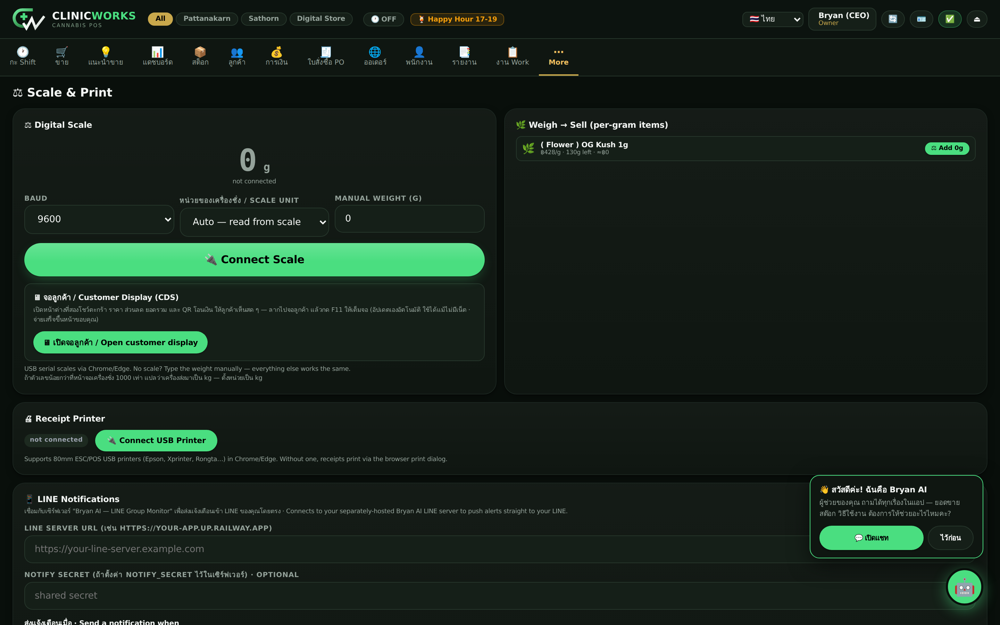 CLINICWORKS
CANNABIS POS
All
Pattanakarn
Sathorn
Digital Store
🕐 OFF
🍹 Happy Hour 17-19
🇹🇭 ไทย
Bryan (CEO)
Owner
กะ Shift
ขาย
แนะนำขาย
แดชบอร์ด
สต็อก
ลูกค้า
การเงิน
ใบสั่งซื้อ PO
ออเดอร์
พนักงาน
รายงาน
งาน Work
More
⚖ Scale & Print
⚖ Digital Scale
0 g
not connected
BAUD
9600
หน่วยของเครื่องชั่ง / SCALE UNIT
Auto — read from scale
MANUAL WEIGHT (G)
0
🔌 Connect Scale
🖥 จอลูกค้า / Customer Display (CDS)
เปิดหน้าต่างที่สองโชว์ตะกร้า ราคา ส่วนลด ยอดรวม และ QR โอนเงิน ให้ลูกค้าเห็นสด ๆ — ลากไปจอลูกค้า แล้วกด F11 ให้เต็มจอ (อัปเดตเองอัตโนมัติ ใช้ได้แม้ไม่มีเน็ต ·
จ่ายเสร็จขึ้นหน้าขอบคุณ)
🖥 เปิดจอลูกค้า / Open customer display
USB serial scales via Chrome/Edge. No scale? Type the weight manually — everything else works the same.
ถ้าตัวเลขน้อยกว่าที่หน้าจอเครื่องชั่ง 1000 เท่า แปลว่าเครื่องส่งมาเป็น kg — ตั้งหน่วยเป็น kg
🌿 Weigh → Sell (per-gram items)
( Flower ) OG Kush 1g
฿428/g · 130g left · ≈฿0
⚖ Add 0g
🖨 Receipt Printer
not connected
🔌 Connect USB Printer
Supports 80mm ESC/POS USB printers (Epson, Xprinter, Rongta…) in Chrome/Edge. Without one, receipts print via the browser print dialog.
📱 LINE Notifications
เชื่อมกับเซิร์ฟเวอร์ "Bryan AI — LINE Group Monitor" เพื่อส่งแจ้งเตือนเข้า LINE ของคุณโดยตรง · Connects to your separately-hosted Bryan AI LINE server to push alerts straight to your LINE.
LINE SERVER URL (เช่น HTTPS://YOUR-APP.UP.RAILWAY.APP)
https://your-line-server.example.com
NOTIFY SECRET (ถ้าตั้งค่า NOTIFY_SECRET ไว้ในเซิร์ฟเวอร์) · OPTIONAL
shared secret
ส่งแจ้งเตือนเมื่อ · Send a notification when
👋 สวัสดีค่ะ! ฉันคือ Bryan AI
ผู้ช่วยของคุณ ถามได้ทุกเรื่องในแอป — ยอดขาย
สต๊อก วิธีใช้งาน ต้องการให้ช่วยอะไรไหมคะ?
💬 เปิดแชท
ไว้ก่อน